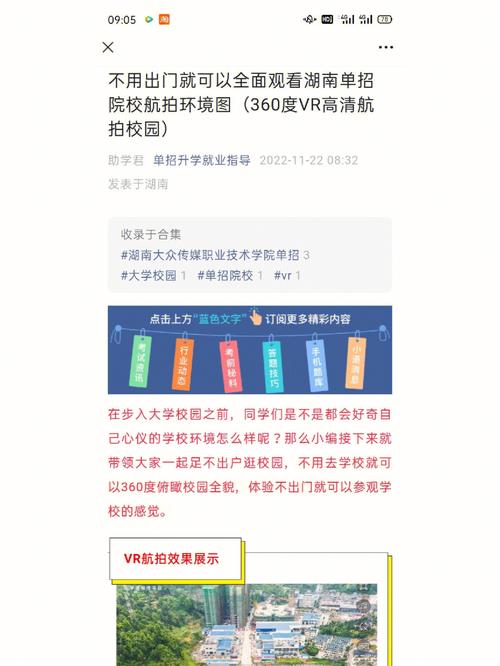 09:05
HD 4G 4G 70
不用出门就可以全面观看湖南单招
院校航拍环境图（360度VR高清航
拍校园）
助学君 单招升学就业指导 2022-11-22 08:32
发表于湖南
收录于合集
#湖南大众传媒职业技术学院单招 3
#大学校园 1 #单招院校 1 #vr 1
点击上方“蓝色文字” 订阅更多精彩内容
考试资讯
行业动态
考前秘料
答题技巧
手机题库
小道消息
在步入大学校园之前，同学们是不是都会好奇自
己心仪的学校环境怎么样呢？那么小编接下来就
带领大家一起足不出户逛校园，不用去学校就可
以360度俯瞰校园全貌，体验不出门就可以参观学
校的感觉。
VR航拍效果展示